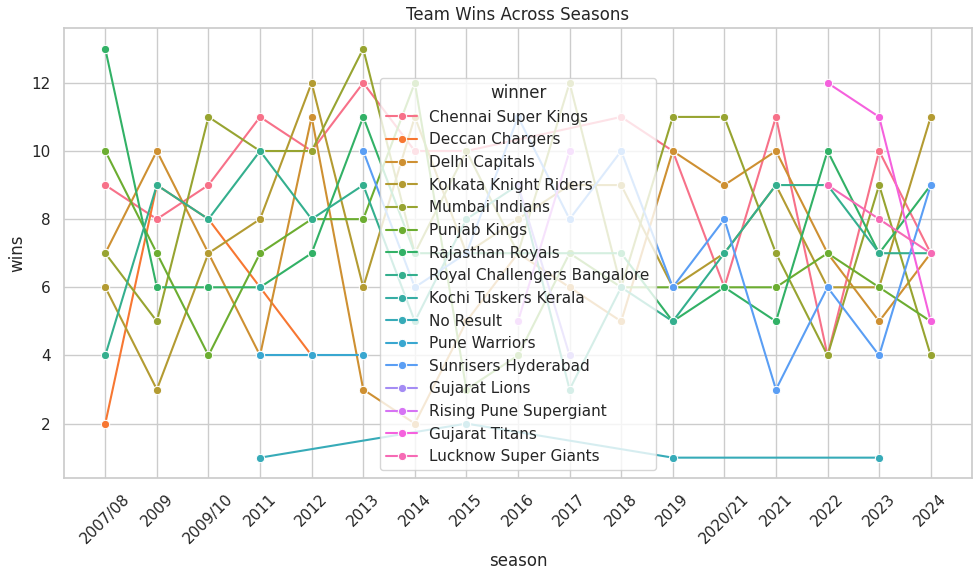 Team Wins Across Seasons
wins
12
10
8
6
4
2
winner
Chennai Super Kings
Deccan Chargers
Delhi Capitals
Kolkata Knight Riders
Mumbai Indians
Punjab Kings
Rajasthan Royals
Royal Challengers Bangalore
Kochi Tuskers Kerala
No Result
Pune Warriors
Sunrisers Hyderabad
Gujarat Lions
Rising Pune Supergiant
Gujarat Titans
Lucknow Super Giants
2007/08
2009
2009/10
2011
2012
2013
2014
2015
2016
2017
2018
2019
2020/21
2021
2022
2023
2024
season